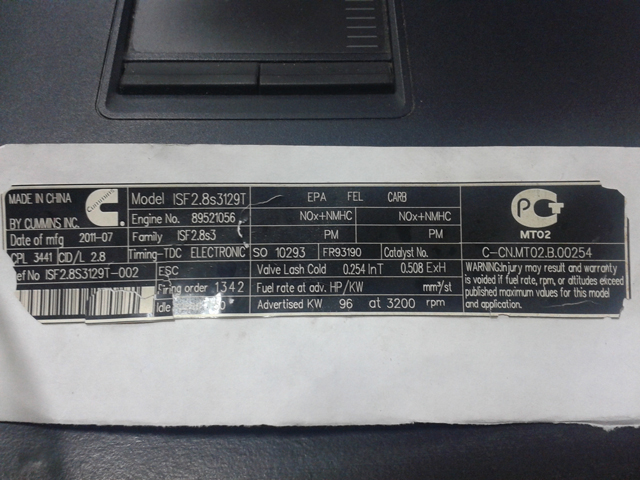 MADE IN CHINA
Cummins
BY CUMMINS INC.
Date of mfg 2011-07
CPL 3441 CID/L 2.8
ef No ISF2.8S3129T-002
Model ISF2.8s3129T
Engine No. 89521056
Family ISF2.8s3
Timing-TDC ELECTRONIC
ESC
Firing order 1342
Idle
EPA FEL CARB
NOx+NMHC NOx+NMHC
PM PM
SO 10293 FR93190 Catalyst No.
Valve Lash Cold 0.254 InT 0.508 ExH
Fuel rate at adv. HP/KW mm³/st
Advertised KW 96 at 3200 rpm
РСТ
MT02
C-CN.MT02.B.00254
WARNING:Injury may result and warranty
is voided if fuel rate, rpm, or altitudes exceed
published maximum values for this model
and application.